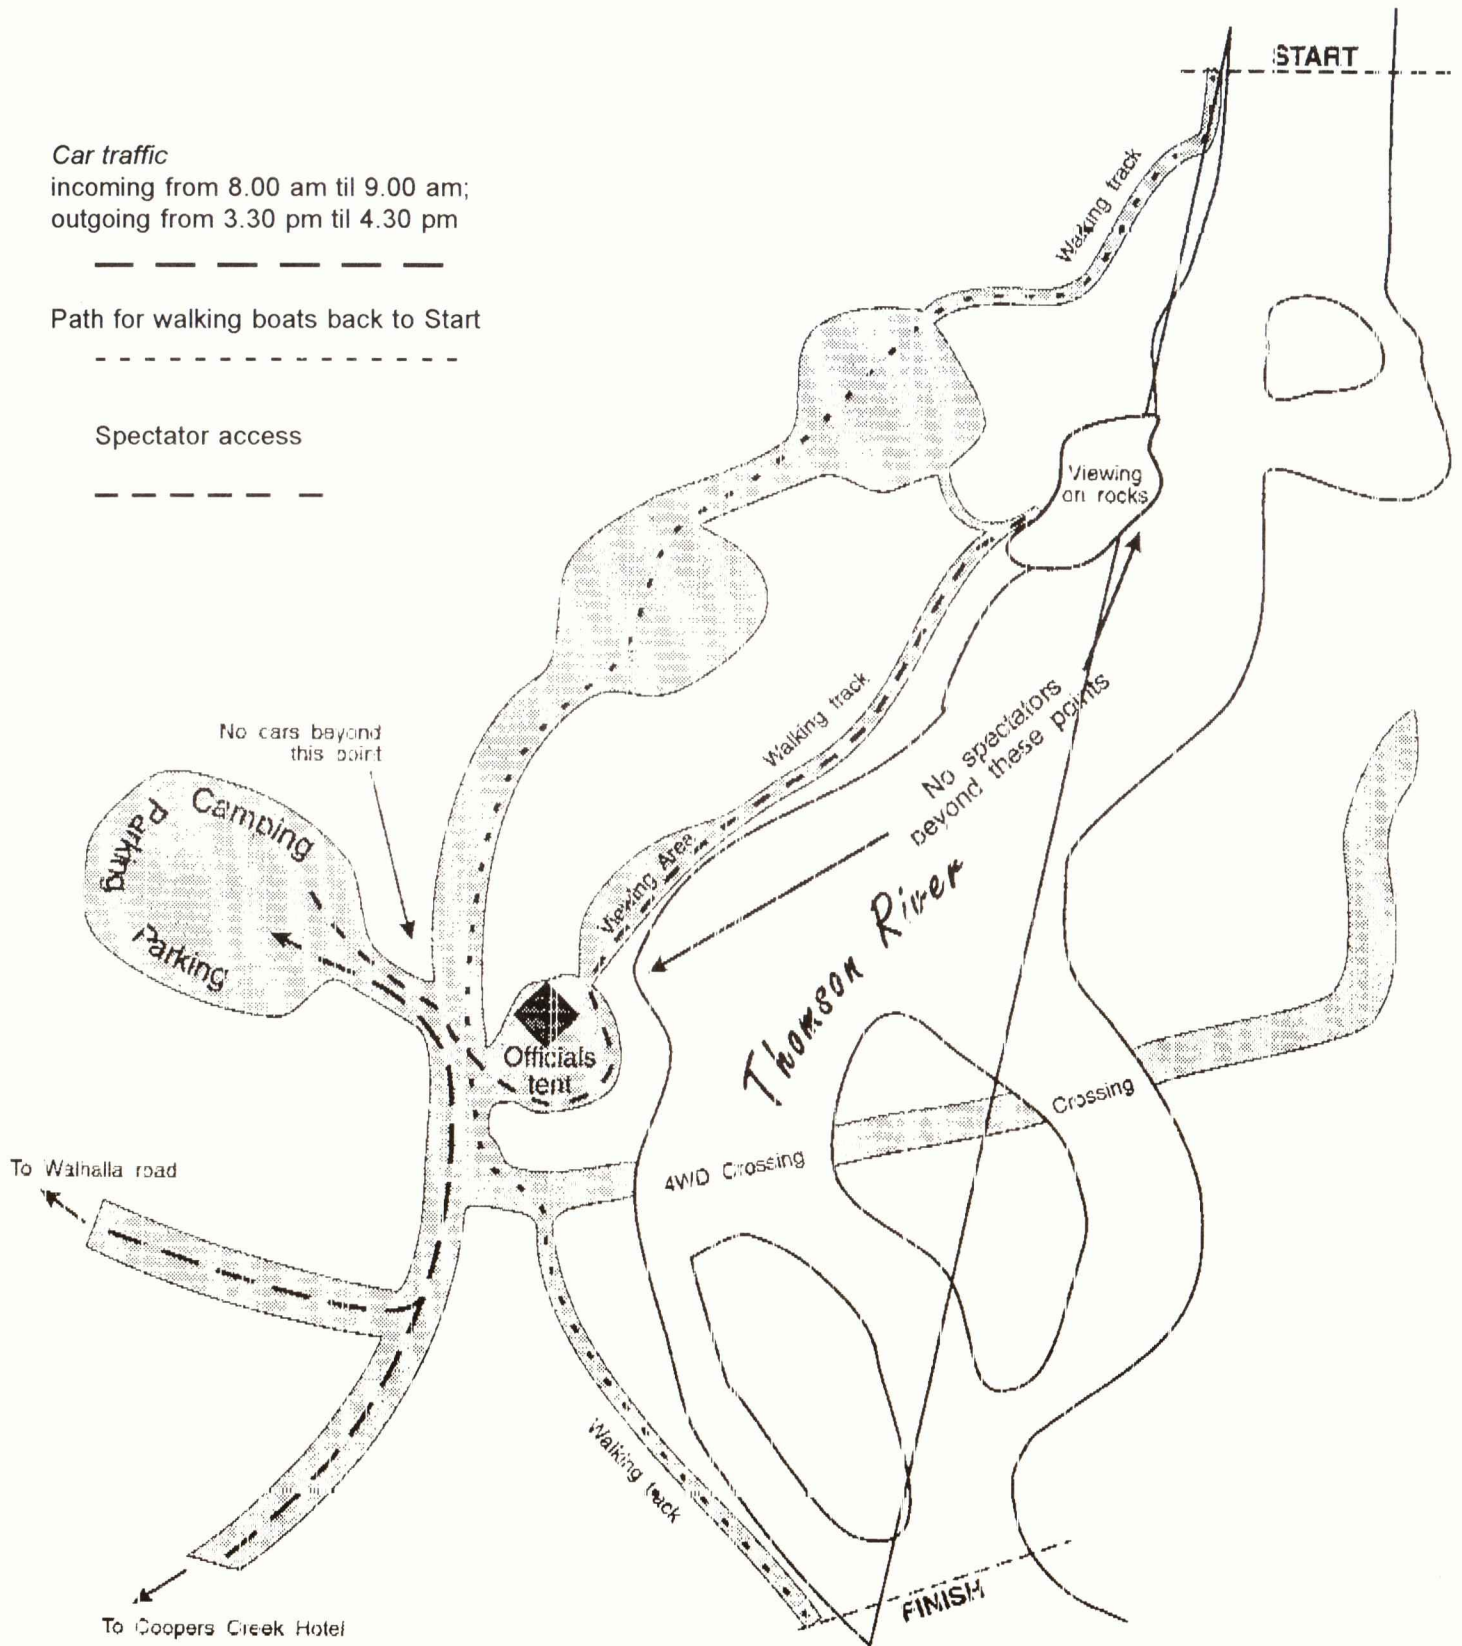 START
Car traffic
incoming from 8.00 am til 9.00 am;
outgoing from 3.30 pm til 4.30 pm
Path for walking boats back to Start
Spectator access
Walking track
Viewing
on rocks
No cars beyond
this point
Walking track
No spectators
beyond these points
Camping
Parking
Parking
Viewing Area
Thomson River
Officials
tent
Crossing
4WD Crossing
To Walhalla road
Walking track
FINISH
To Coopers Creek Hotel